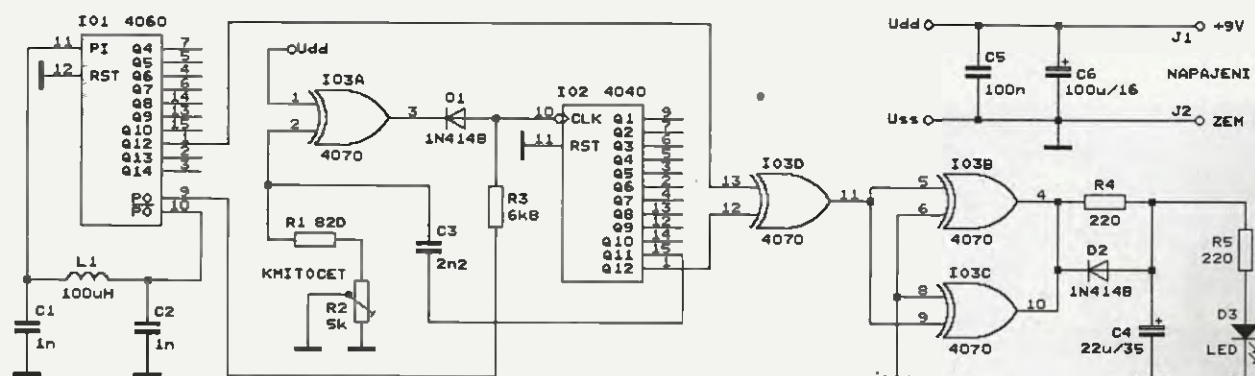 IO1 4060
11 PI
12 RST
Q4 7
Q5 5
Q6 4
Q7 6
Q8 14
Q9 13
Q10 15
Q12 1
Q13 2
Q14 3
PO 9
PO 10
L1
100uH
C1
1n
C2
1n
Udd
IO3A
1
2
3
4070
D1
1N4148
R1 82D
KMITOCET
R2
5k
C3
2n2
R3
6k8
IO2 4040
10 CLK
11 RST
Q1 9
Q2 7
Q3 6
Q4 5
Q5 3
Q6 2
Q7 4
Q8 13
Q9 12
Q10 14
Q11 15
Q12 1
IO3D
13
12
11
4070
Udd
+9V
J1
C5
100n
C6
+
100u/16
NAPAJENI
Uss
J2
ZEM
IO3B
5
6
4
4070
R4
220
D2
1N4148
R5
220
IO3C
8
9
10
4070
C4
+
22u/35
D3
LED